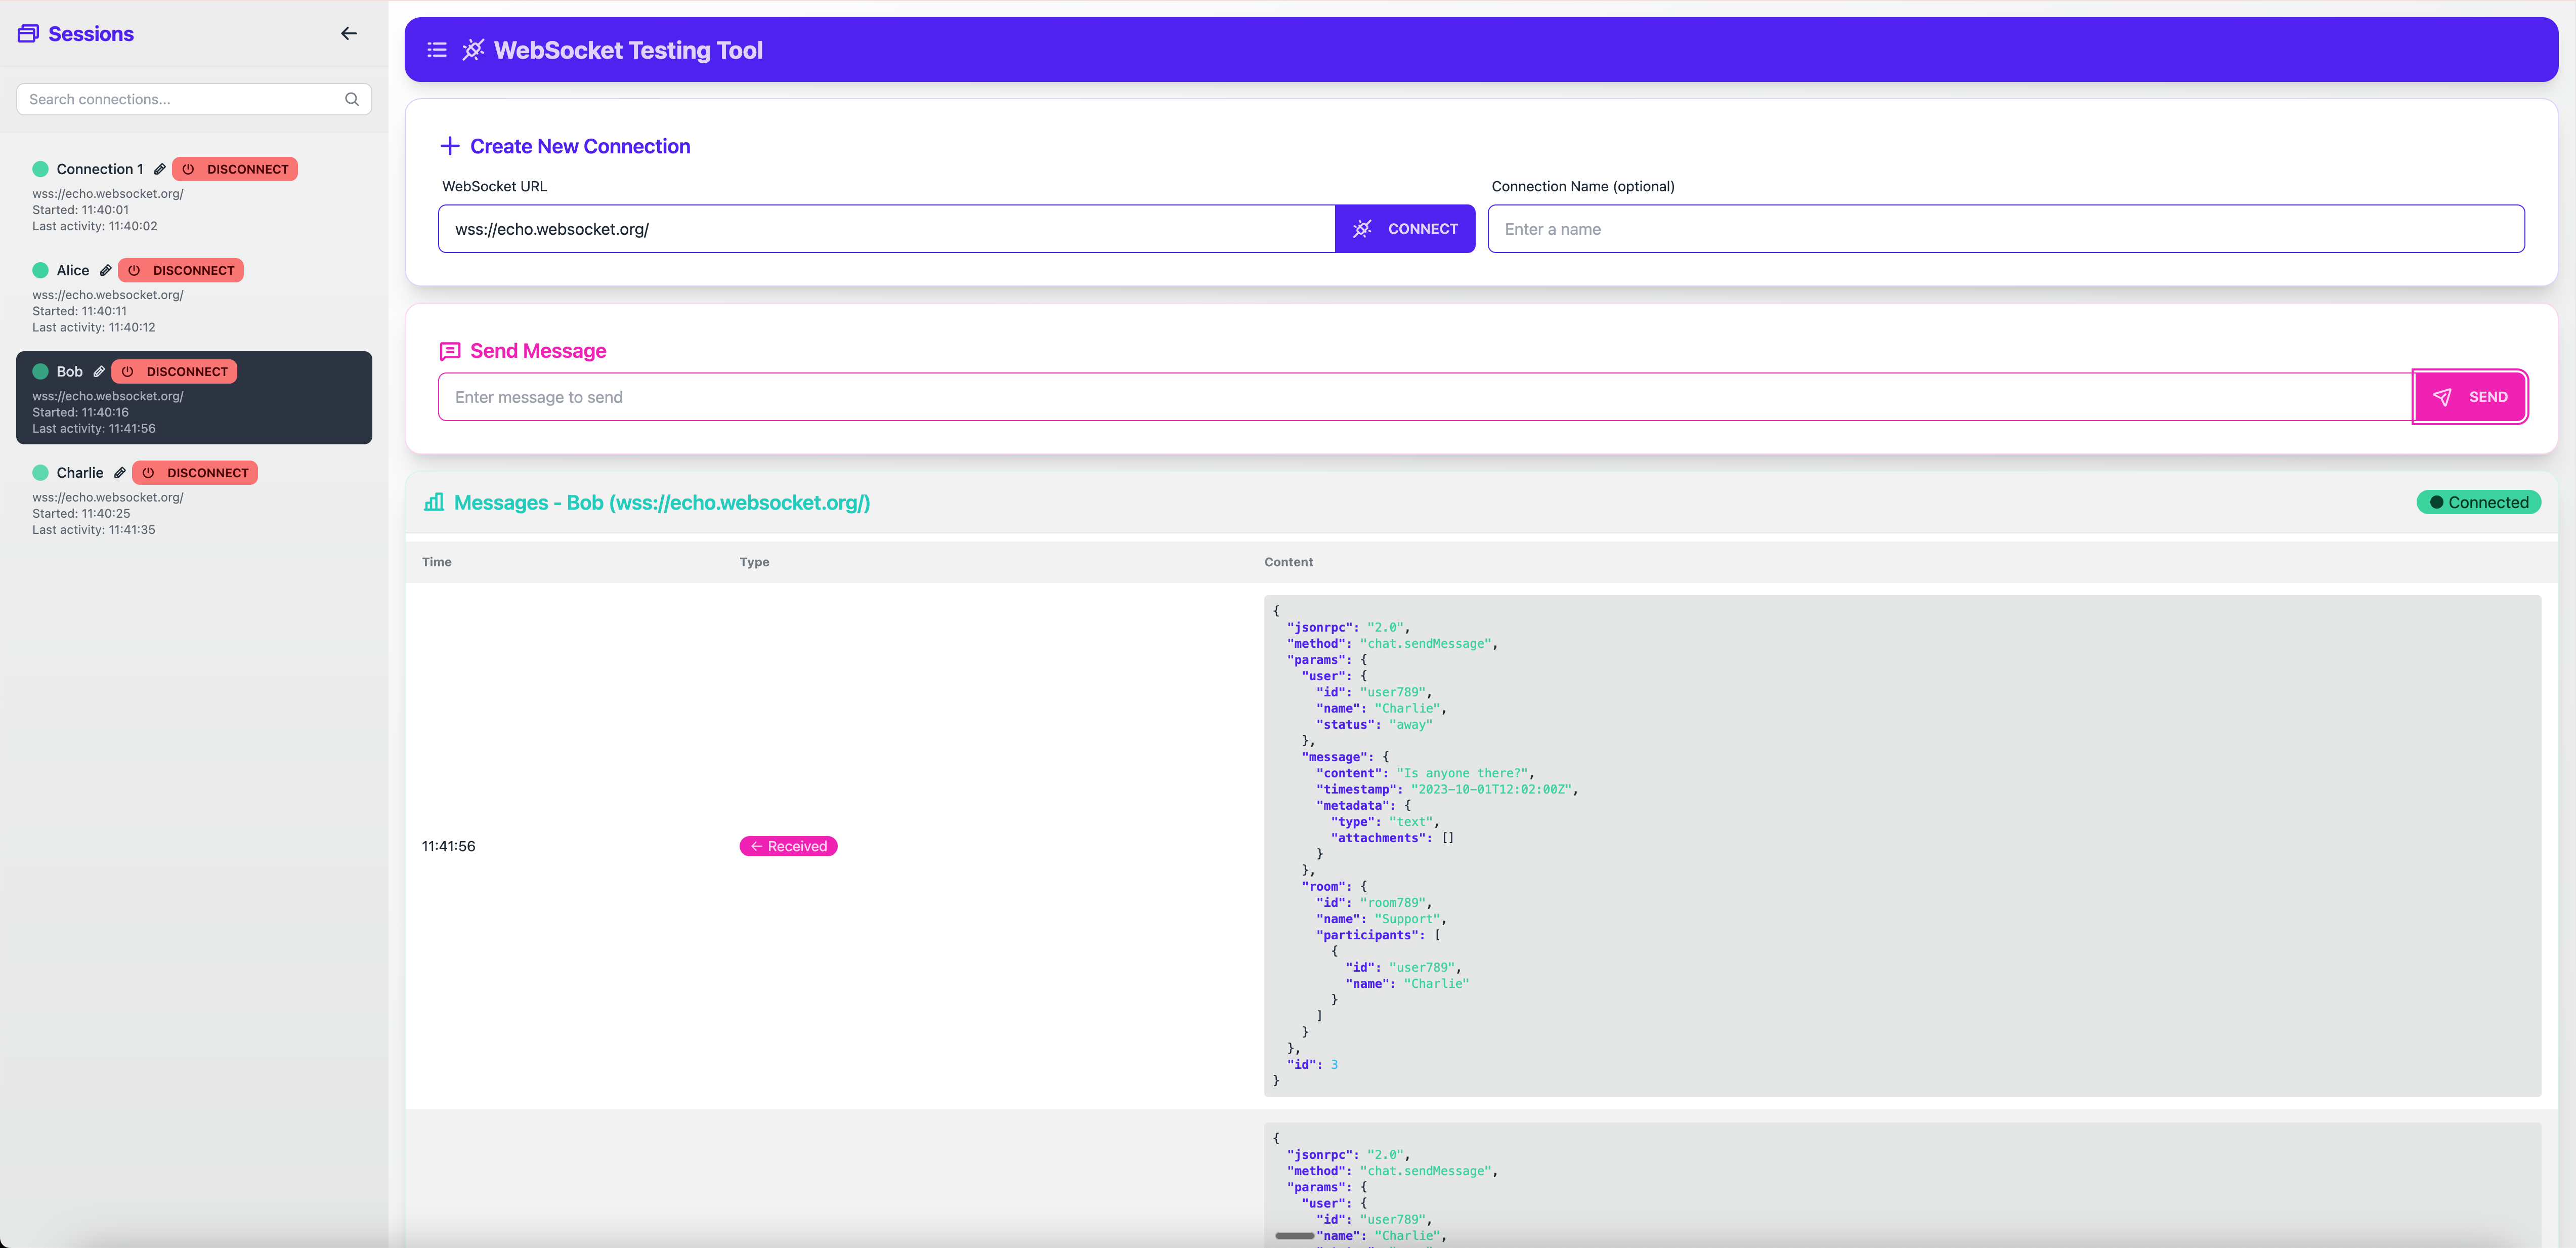 Sessions
Search connections...
Connection 1 DISCONNECT
wss://echo.websocket.org/
Started: 11:40:01
Last activity: 11:40:02
Alice DISCONNECT
wss://echo.websocket.org/
Started: 11:40:11
Last activity: 11:40:12
Bob DISCONNECT
wss://echo.websocket.org/
Started: 11:40:16
Last activity: 11:41:56
Charlie DISCONNECT
wss://echo.websocket.org/
Started: 11:40:25
Last activity: 11:41:35
WebSocket Testing Tool
Create New Connection
WebSocket URL
wss://echo.websocket.org/
CONNECT
Connection Name (optional)
Enter a name
Send Message
Enter message to send
SEND
Messages - Bob (wss://echo.websocket.org/)
Connected
Time Type Content
11:41:56
← Received
{
  "jsonrpc": "2.0",
  "method": "chat.sendMessage",
  "params": {
    "user": {
      "id": "user789",
      "name": "Charlie",
      "status": "away"
    },
    "message": {
      "content": "Is anyone there?",
      "timestamp": "2023-10-01T12:02:00Z",
      "metadata": {
        "type": "text",
        "attachments": []
      }
    },
    "room": {
      "id": "room789",
      "name": "Support",
      "participants": [
        {
          "id": "user789",
          "name": "Charlie"
        }
      ]
    }
  },
  "id": 3
}
{
  "jsonrpc": "2.0",
  "method": "chat.sendMessage",
  "params": {
    "user": {
      "id": "user789",
      "name": "Charlie",